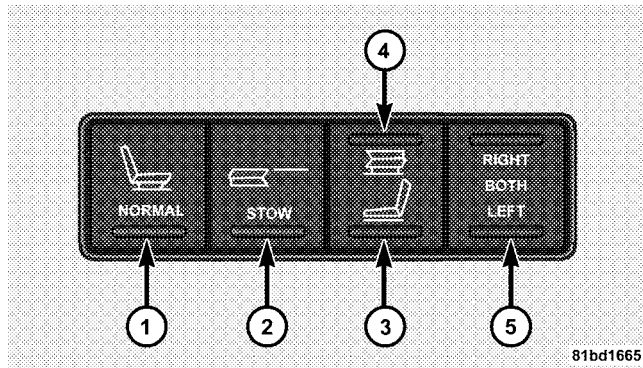 4
RIGHT
BOTH
NORMAL STOW LEFT
1 2 3 5
81bd1665